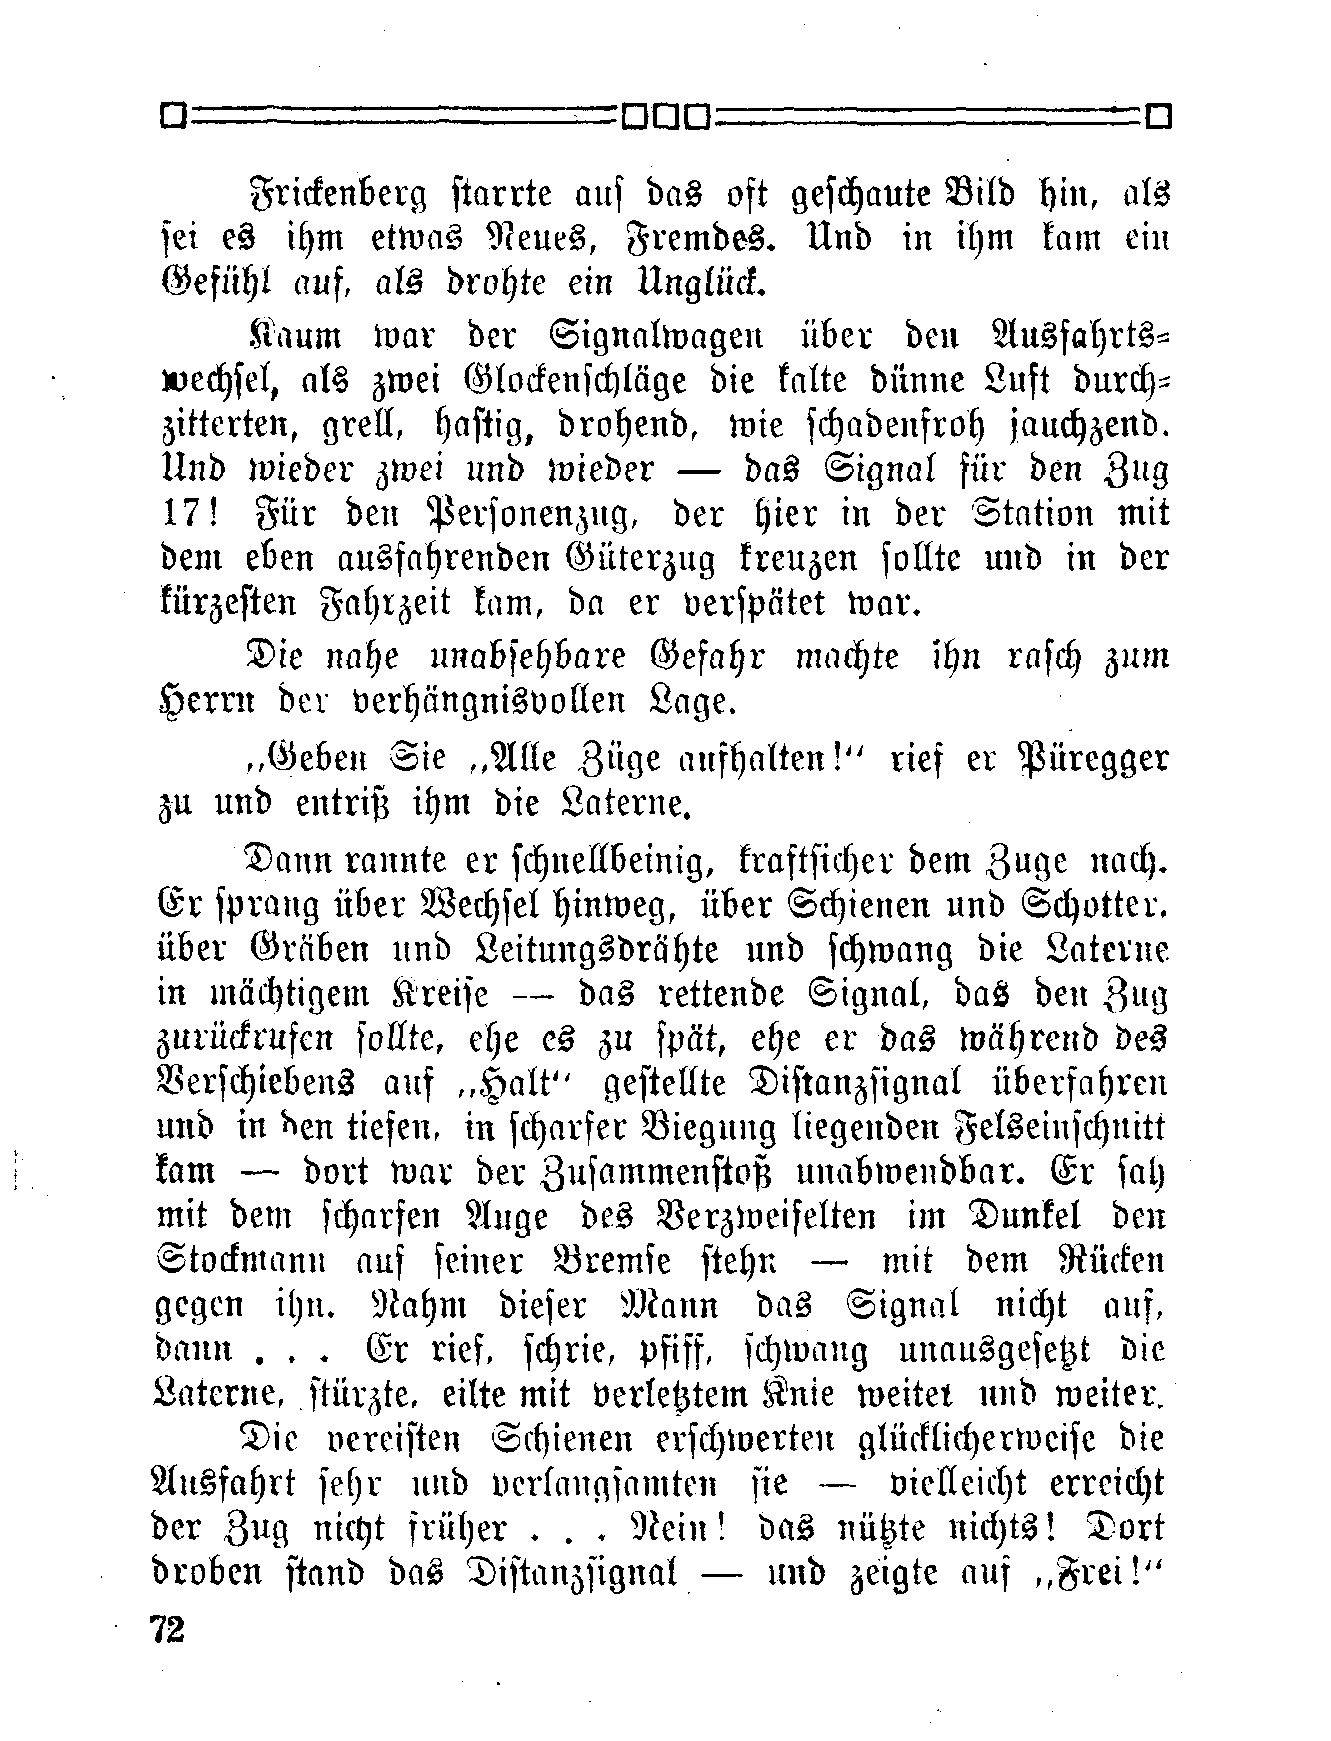 Frickenberg starrte auf das oft geschaute Bild hin, als
sei es ihm etwas Neues, Fremdes. Und in ihm kam ein
Gefühl auf, als drohte ein Unglück.
Kaum war der Signalwagen über den Ausfahrts-
wechsel, als zwei Glockenschläge die kalte dünne Luft durch-
zitterten, grell, hastig, drohend, wie schadenfroh jauchzend.
Und wieder zwei und wieder — das Signal für den Zug
17! Für den Personenzug, der hier in der Station mit
dem eben ausfahrenden Güterzug kreuzen sollte und in der
kürzesten Fahrzeit kam, da er verspätet war.
Die nahe unabsehbare Gefahr machte ihn rasch zum
Herrn der verhängnisvollen Lage.
„Geben Sie „Alle Züge aufhalten!“ rief er Püregger
zu und entriß ihm die Laterne.
Dann rannte er schnellbeinig, kraftsicher dem Zuge nach.
Er sprang über Wechsel hinweg, über Schienen und Schotter.
über Gräben und Leitungsdrähte und schwang die Laterne
in mächtigem Kreise — das rettende Signal, das den Zug
zurückrufen sollte, ehe es zu spät, ehe er das während des
Verschiebens auf „Halt“ gestellte Distanzsignal überfahren
und in den tiefen, in scharfer Biegung liegenden Felseinschnitt
kam — dort war der Zusammenstoß unabwendbar. Er sah
mit dem scharfen Auge des Verzweifelten im Dunkel den
Stockmann auf seiner Bremse stehn — mit dem Rücken
gegen ihn. Nahm dieser Mann das Signal nicht auf,
dann . . . Er rief, schrie, pfiff, schwang unausgesetzt die
Laterne, stürzte, eilte mit verletztem Knie weiter und weiter.
Die vereisten Schienen erschwerten glücklicherweise die
Ausfahrt sehr und verlangsamten sie — vielleicht erreicht
der Zug nicht früher . . . Nein! das nützte nichts! Dort
droben stand das Distanzsignal — und zeigte auf „Frei!“
72